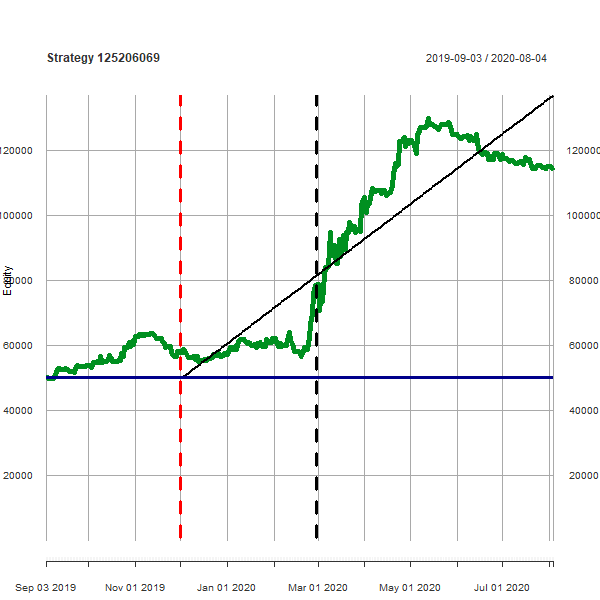 Strategy 125206069 2019-09-03 / 2020-08-04
120000 120000
100000 100000
Equity
80000 80000
60000 60000
40000 40000
20000 20000
Sep 03 2019 Nov 01 2019 Jan 01 2020 Mar 01 2020 May 01 2020 Jul 01 2020